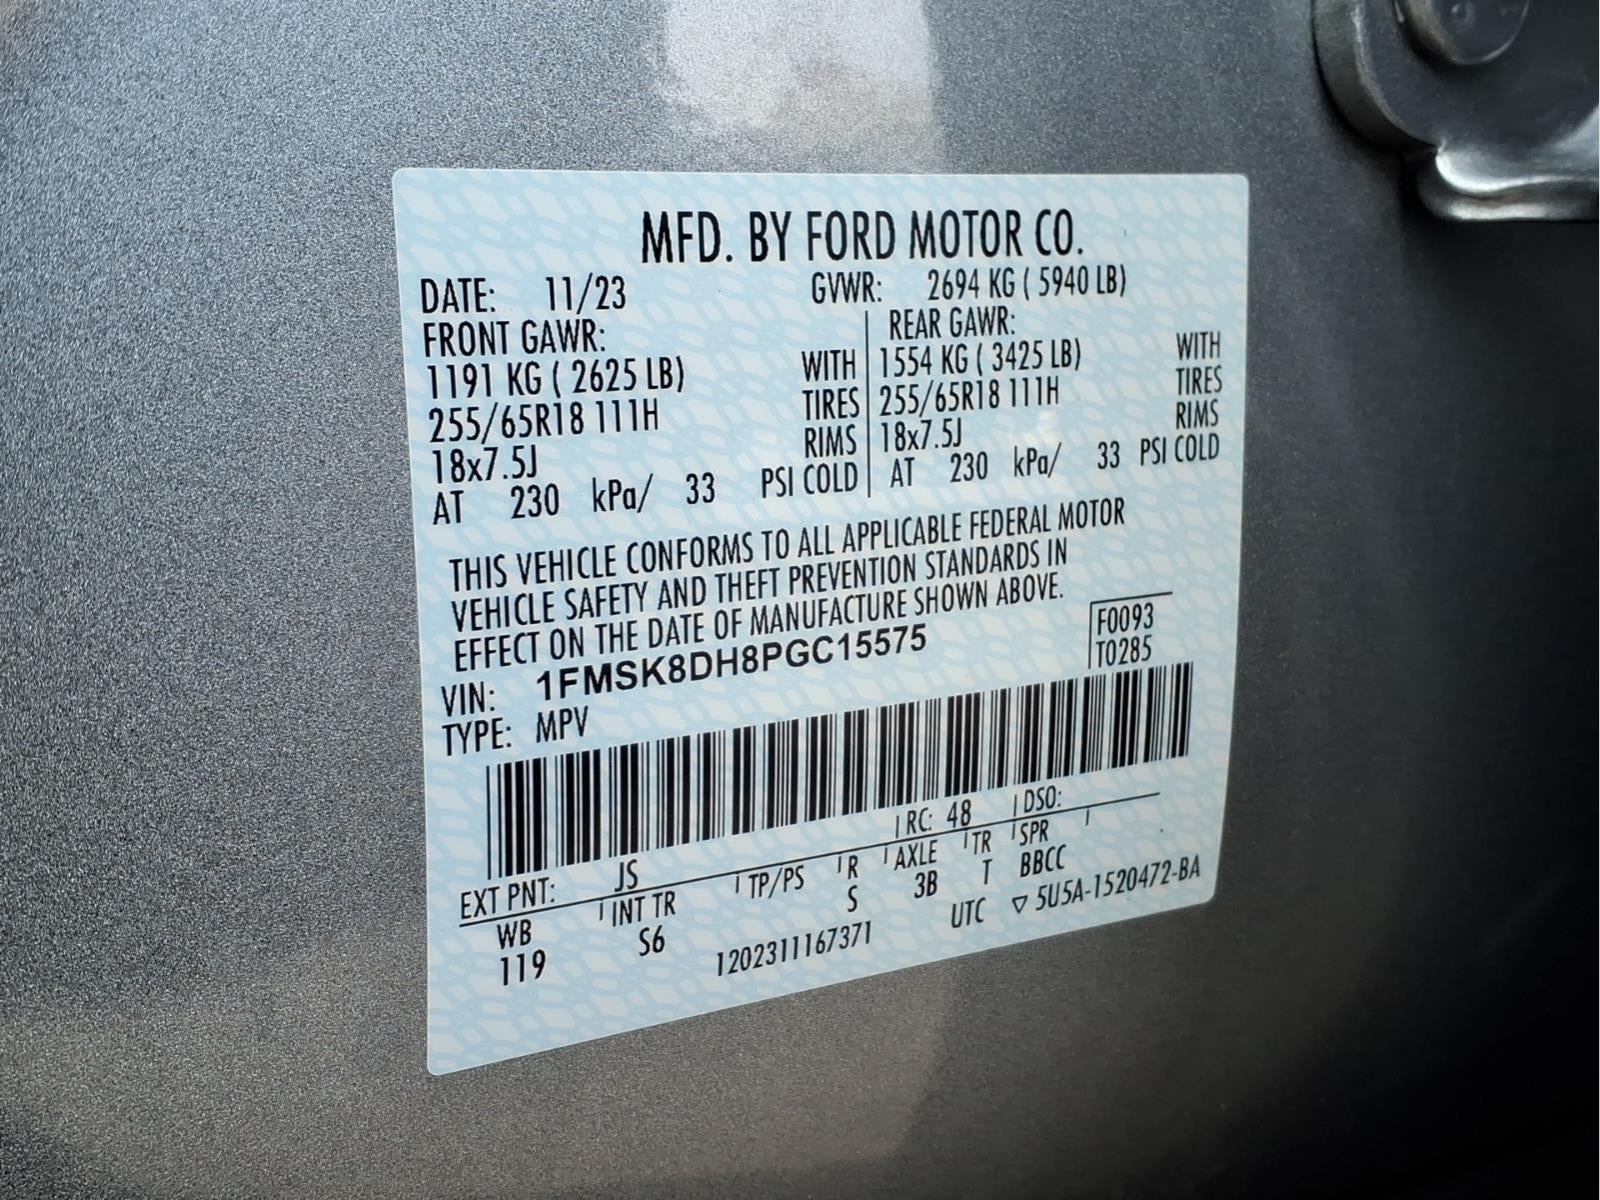 MFD. BY FORD MOTOR CO.
DATE: 11/23 GVWR: 2694 KG ( 5940 LB)
FRONT GAWR: REAR GAWR:
1191 KG ( 2625 LB) WITH 1554 KG ( 3425 LB) WITH
255/65R18 111H TIRES 255/65R18 111H TIRES
18x7.5J RIMS 18x7.5J RIMS
AT 230 kPa/ 33 PSI COLD AT 230 kPa/ 33 PSI COLD
THIS VEHICLE CONFORMS TO ALL APPLICABLE FEDERAL MOTOR
VEHICLE SAFETY AND THEFT PREVENTION STANDARDS IN
EFFECT ON THE DATE OF MANUFACTURE SHOWN ABOVE.
F0093
VIN: 1FMSK8DH8PGC15575 T0285
TYPE: MPV
EXT PNT: JS RC: 48 DSO:
WB INT TR TP/PS R AXLE TR SPR
119 S6 S 3B T BBCC
1202311167371 UTC ▽ 5U5A-1520472-BA